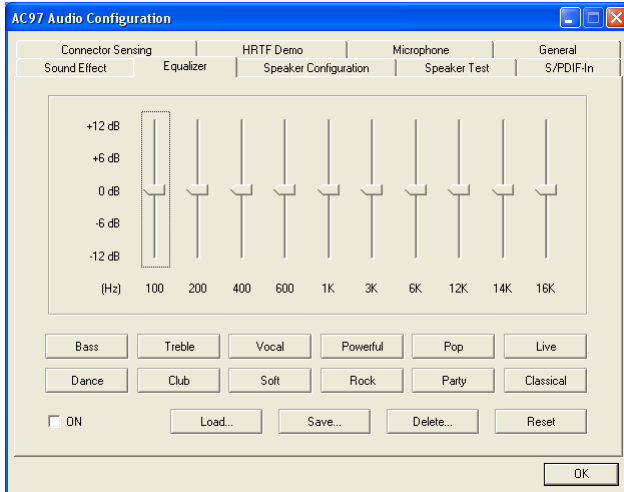 AC97 Audio Configuration
Connector Sensing HRTF Demo Microphone General
Sound Effect Equalizer Speaker Configuration Speaker Test S/PDIF-In
+12 dB
+6 dB
0 dB
-6 dB
-12 dB
(Hz) 100 200 400 600 1K 3K 6K 12K 14K 16K
Bass Treble Vocal Powerful Pop Live
Dance Club Soft Rock Party Classical
ON Load... Save... Delete... Reset
OK